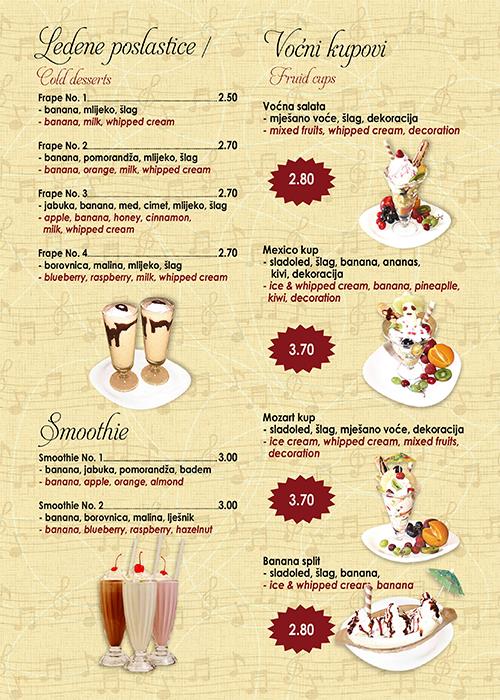 Ledene poslastice /
Cold desserts
Frape No. 1 2.50
- banana, mlijeko, šlag
- banana, milk, whipped cream
Frape No. 2 2.70
- banana, pomorandža, mlijeko, šlag
- banana, orange, milk, whipped cream
Frape No. 3 2.70
- jabuka, banana, med, cimet, mlijeko, šlag
- apple, banana, honey, cinnamon,
milk, whipped cream
Frape No. 4 2.70
- borovnica, malina, mlijeko, šlag
- blueberry, raspberry, milk, whipped cream
Smoothie
Smoothie No. 1 3.00
- banana, jabuka, pomorandža, badem
- banana, apple, orange, almond
Smoothie No. 2 3.00
- banana, borovnica, malina, lješnik
- banana, blueberry, raspberry, hazelnut
Voćni kupovi
Fruid cups
Voćna salata
- mješano voće, šlag, dekoracija
- mixed fruits, whipped cream, decoration
2.80
Mexico kup
- sladoled, šlag, banana, ananas,
kivi, dekoracija
- ice & whipped cream, banana, pineaplle,
kiwi, decoration
3.70
Mozart kup
- sladoled, šlag, mješano voće, dekoracija
- ice cream, whipped cream, mixed fruits,
decoration
3.70
Banana split
- sladoled, šlag, banana,
- ice & whipped cream, banana
2.80